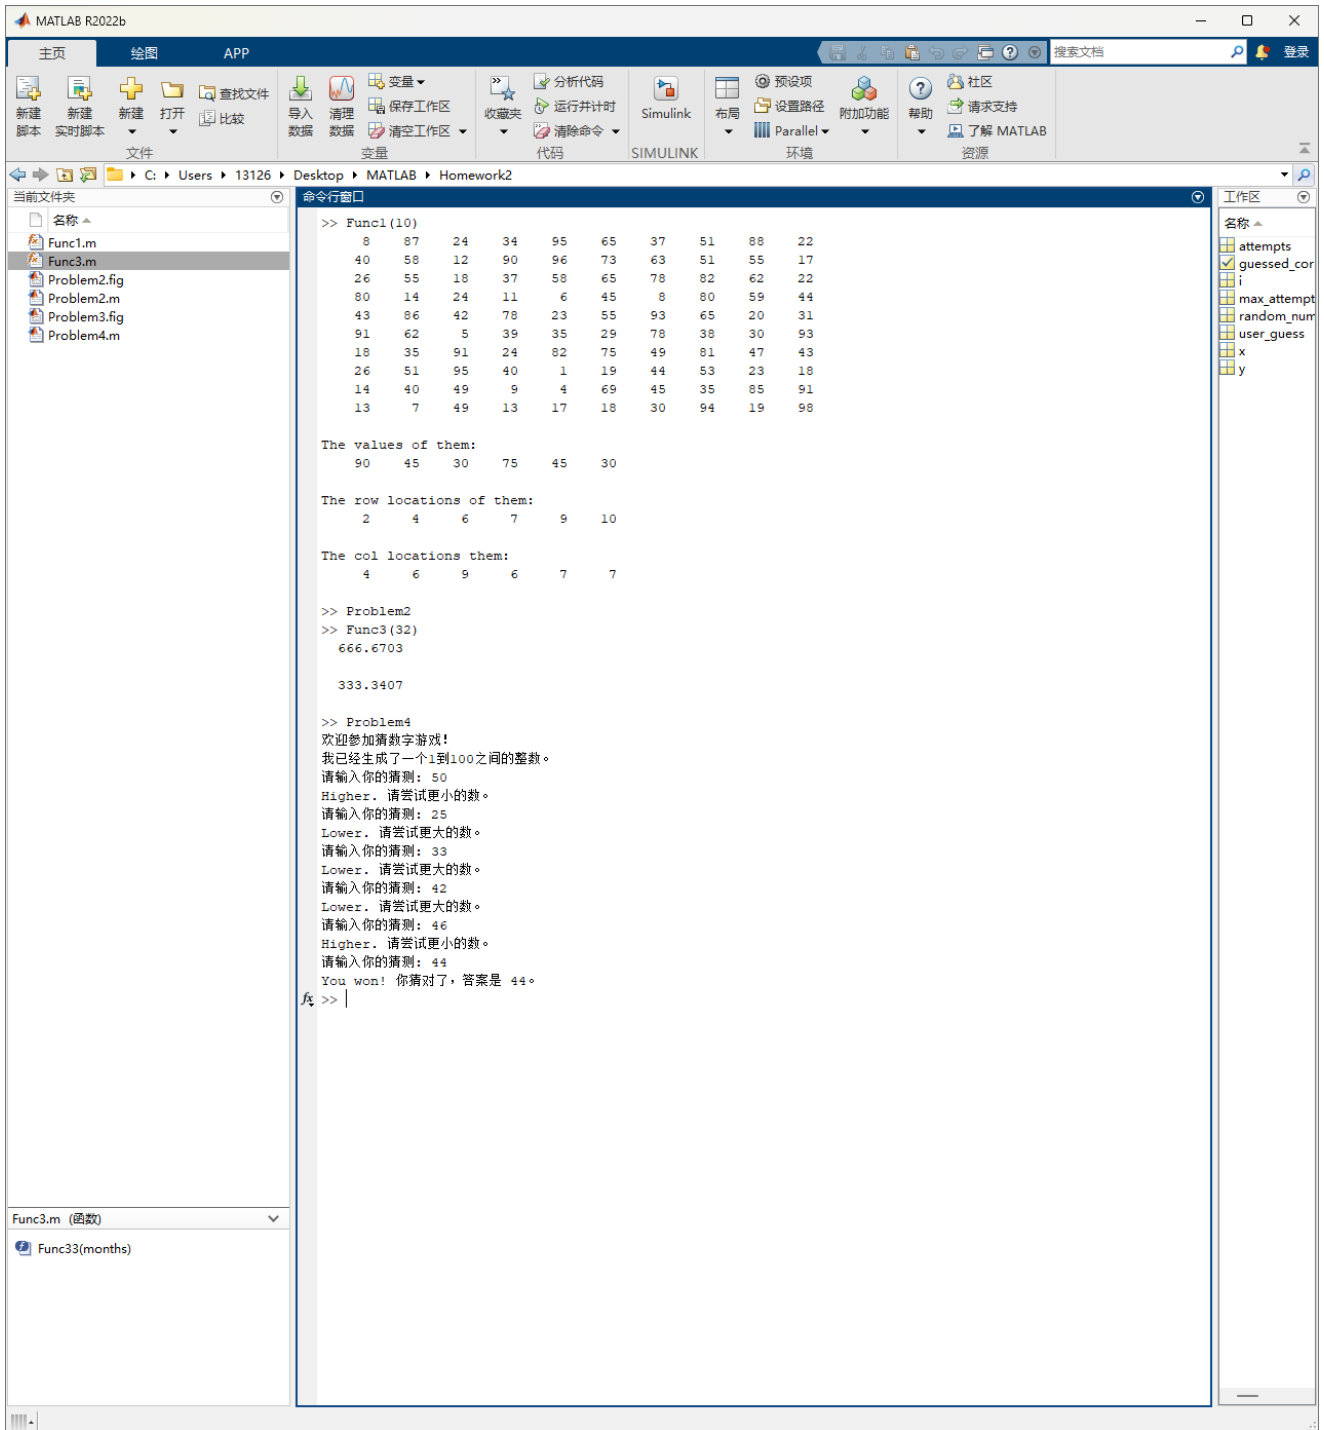 MATLAB R2022b
主页 绘图 APP 搜索文档 登录
新建脚本 新建实时脚本 新建 打开 查找文件 比较 导入数据 清理数据 变量 保存工作区 清空工作区 收藏夹 分析代码 运行并计时 清除命令 Simulink 布局 预设项 设置路径 Parallel 附加功能 帮助 社区 请求支持 了解 MATLAB
文件 变量 代码 SIMULINK 环境 资源
C: Users 13126 Desktop MATLAB Homework2
当前文件夹
名称
Func1.m
Func3.m
Problem2.fig
Problem2.m
Problem3.fig
Problem4.m
Func3.m (函数)
Func33(months)
命令行窗口
>> Func1(10)
8 87 24 34 95 65 37 51 88 22
40 58 12 90 96 73 63 51 55 17
26 55 18 37 58 65 78 82 62 22
80 14 24 11 6 45 8 80 59 44
43 86 42 78 23 55 93 65 20 31
91 62 5 39 35 29 78 38 30 93
18 35 91 24 82 75 49 81 47 43
26 51 95 40 1 19 44 53 23 18
14 40 49 9 4 69 45 35 85 91
13 7 49 13 17 18 30 94 19 98
The values of them:
90 45 30 75 45 30
The row locations of them:
2 4 6 7 9 10
The col locations them:
4 6 9 6 7 7
>> Problem2
>> Func3(32)
666.6703
333.3407
>> Problem4
欢迎参加猜数字游戏!
我已经生成了一个1到100之间的整数。
请输入你的猜测: 50
Higher. 请尝试更小的数。
请输入你的猜测: 25
Lower. 请尝试更大的数。
请输入你的猜测: 33
Lower. 请尝试更大的数。
请输入你的猜测: 42
Lower. 请尝试更大的数。
请输入你的猜测: 46
Higher. 请尝试更小的数。
请输入你的猜测: 44
You won! 你猜对了，答案是 44。
fx >>
工作区
名称
attempts
guessed_cor
i
max_attempt
random_num
user_guess
x
y